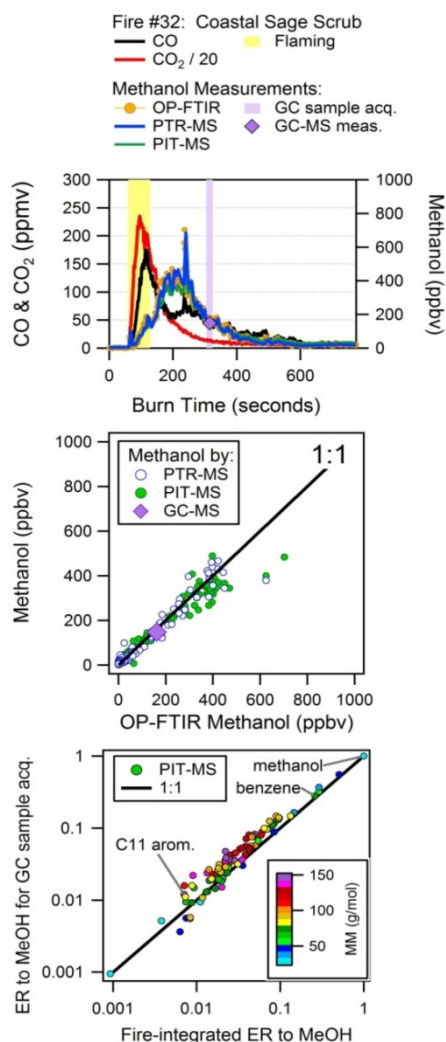 Fire #32: Coastal Sage Scrub
CO Flaming
CO2 / 20
Methanol Measurements:
OP-FTIR GC sample acq.
PTR-MS GC-MS meas.
PIT-MS
CO & CO2 (ppmv)
300
250
200
150
100
50
0
1000
800
600
400
200
0
Methanol (ppbv)
0 200 400 600
Burn Time (seconds)
Methanol (ppbv)
1000
800
600
400
200
0
Methanol by:
PTR-MS
PIT-MS
GC-MS
1:1
0 200 400 600 800 1000
OP-FTIR Methanol (ppbv)
ER to MeOH for GC sample acq.
1
0.1
0.01
0.001
PIT-MS
1:1
methanol
benzene
C11 arom.
150
100
50
MM (g/mol)
0.001 0.01 0.1 1
Fire-integrated ER to MeOH